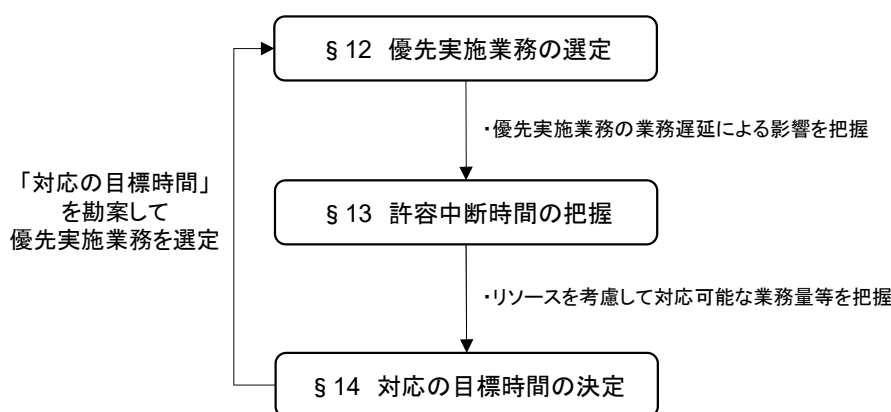 §12 優先実施業務の選定
・優先実施業務の業務遅延による影響を把握
「対応の目標時間」
を勘案して
優先実施業務を選定
§13 許容中断時間の把握
・リソースを考慮して対応可能な業務量等を把握
§14 対応の目標時間の決定